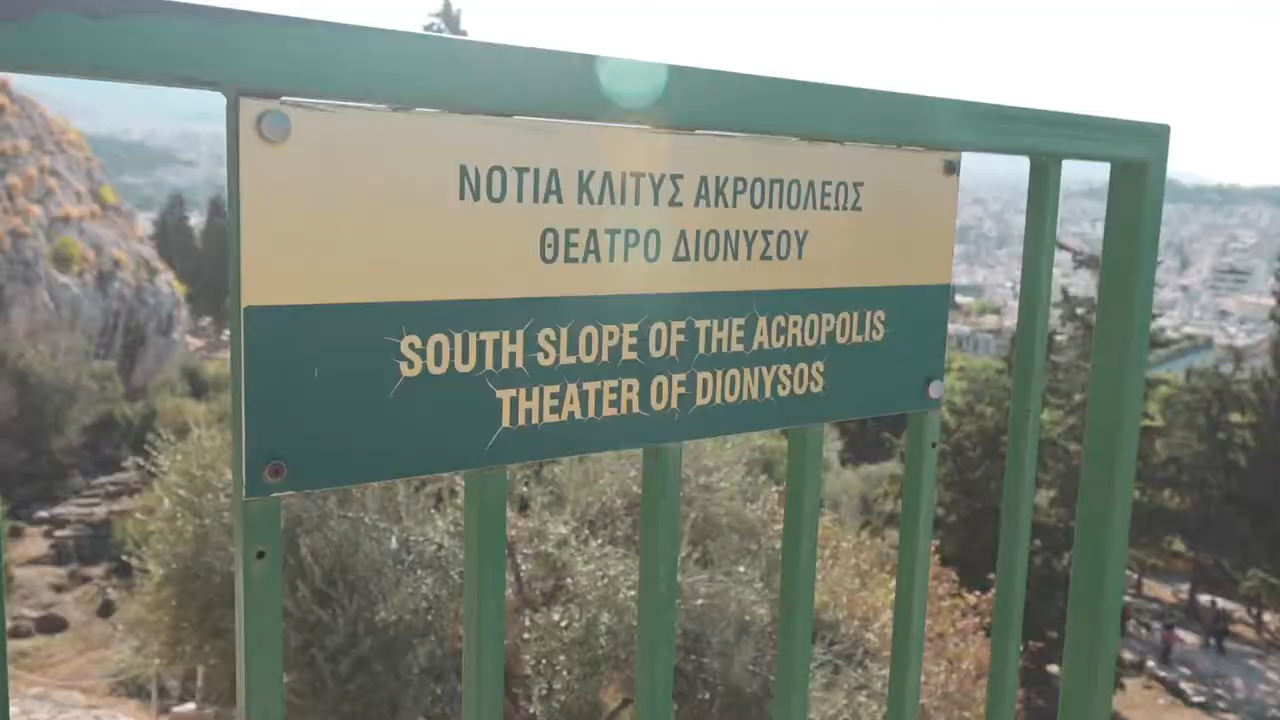 ΝΟΤΙΑ ΚΛΙΤΥΣ ΑΚΡΟΠΟΛΕΩΣ
ΘΕΑΤΡΟ ΔΙΟΝΥΣΟΥ
SOUTH SLOPE OF THE ACROPOLIS
THEATER OF DIONYSOS